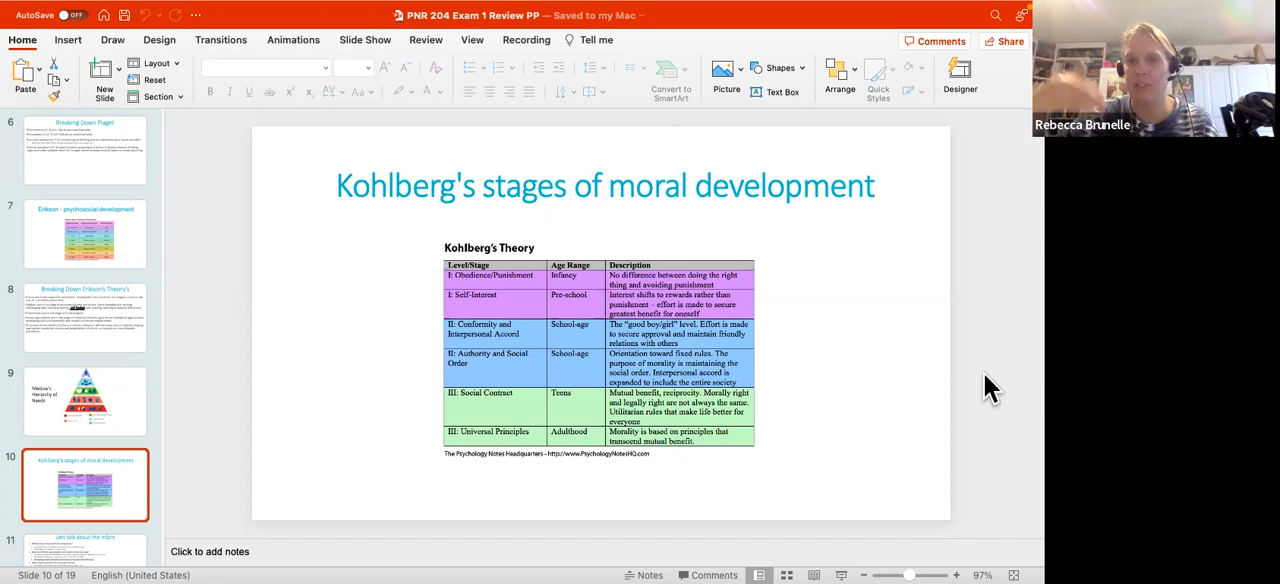 AutoSave OFF PNR 204 Exam 1 Review PP — Saved to my Mac
Home Insert Draw Design Transitions Animations Slide Show Review View Recording Tell me Comments Share
Paste
New
Slide
Layout
Reset
Section
Convert to
SmartArt
Picture
Shapes
Text Box
Arrange
Quick
Styles
Designer
Rebecca Brunelle
6
Breaking Down Piaget
7
Erikson - psychosocial development
8
Breaking Down Erikson's Theory's
9
Maslow's
Hierarchy of
Needs
10
Kohlberg's stages of moral development
11
Lets talk about the Infant
Kohlberg's stages of moral development
Kohlberg's Theory
Level/Stage Age Range Description
I: Obedience/Punishment Infancy No difference between doing the right
thing and avoiding punishment
I: Self-Interest Pre-school Interest shifts to rewards rather than
punishment – effort is made to secure
greatest benefit for oneself
II: Conformity and School-age The "good boy/girl" level. Effort is made
Interpersonal Accord to secure approval and maintain friendly
relations with others
II: Authority and Social School-age Orientation toward fixed rules. The
Order purpose of morality is maintaining the
social order. Interpersonal accord is
expanded to include the entire society
III: Social Contract Teens Mutual benefit, reciprocity. Morally right
and legally right are not always the same.
Utilitarian rules that make life better for
everyone
III: Universal Principles Adulthood Morality is based on principles that
transcend mutual benefit.
The Psychology Notes Headquarters - http://www.PsychologyNotesHQ.com
Click to add notes
Slide 10 of 19 English (United States) Notes Comments 97%